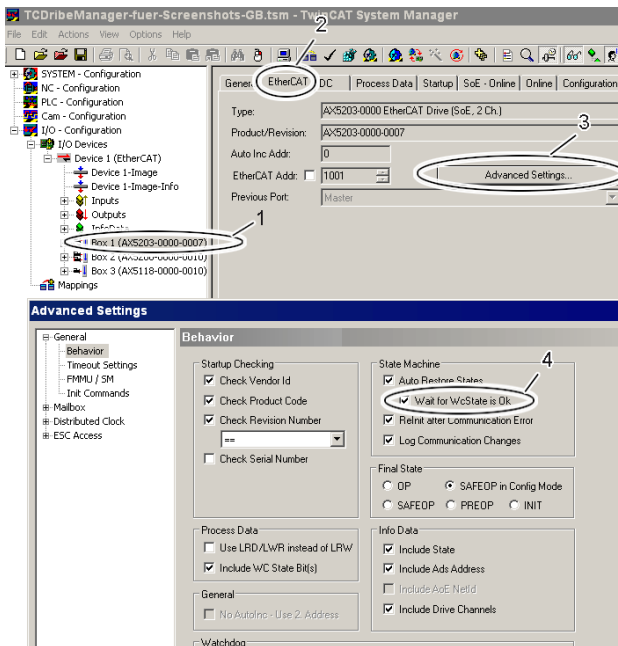 TCDribeManager-fuer-Screenshots-GB.tsm - TwinCAT System Manager
2
File Edit Actions View Options Help
SYSTEM - Configuration
NC - Configuration
PLC - Configuration
Cam - Configuration
I/O - Configuration
I/O Devices
Device 1 (EtherCAT)
Device 1-Image
Device 1-Image-Info
Inputs
Outputs
InfoData
Box 1 (AX5203-0000-0007)
Box 2 (AX5206-0000-0010)
Box 3 (AX5118-0000-0010)
Mappings
1
General EtherCAT DC Process Data Startup SoE - Online Online Configuration
Type: AX5203-0000 EtherCAT Drive (SoE, 2 Ch.)
Product/Revision: AX5203-0000-0007
3
Auto Inc Addr: 0
EtherCAT Addr: 1001 Advanced Settings...
Previous Port: Master
Advanced Settings
General
Behavior
Timeout Settings
FMMU / SM
Init Commands
Mailbox
Distributed Clock
ESC Access
Behavior
Startup Checking
Check Vendor Id
Check Product Code
Check Revision Number
==
Check Serial Number
State Machine
4
Auto Restore States
Wait for WcState is Ok
ReInit after Communication Error
Log Communication Changes
Final State
OP SAFEOP in Config Mode
SAFEOP PREOP INIT
Process Data
Use LRD/LWR instead of LRW
Include WC State Bit(s)
General
No AutoInc - Use 2. Address
Info Data
Include State
Include Ads Address
Include AoE NetId
Include Drive Channels
Watchdog